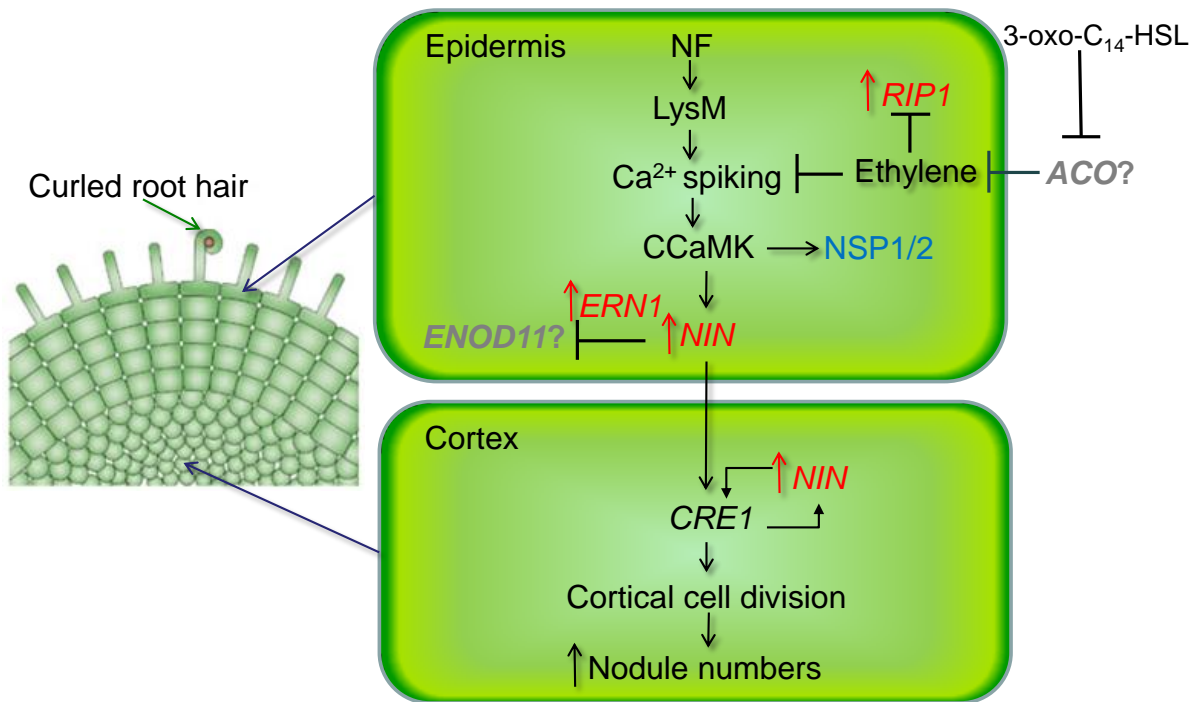 Epidermis
NF
3-oxo-C₁₄-HSL
RIP1
LysM
Curled root hair
Ca²⁺ spiking
Ethylene
ACO?
CCaMK
NSP1/2
ERN1
ENOD11?
NIN
Cortex
NIN
CRE1
Cortical cell division
Nodule numbers